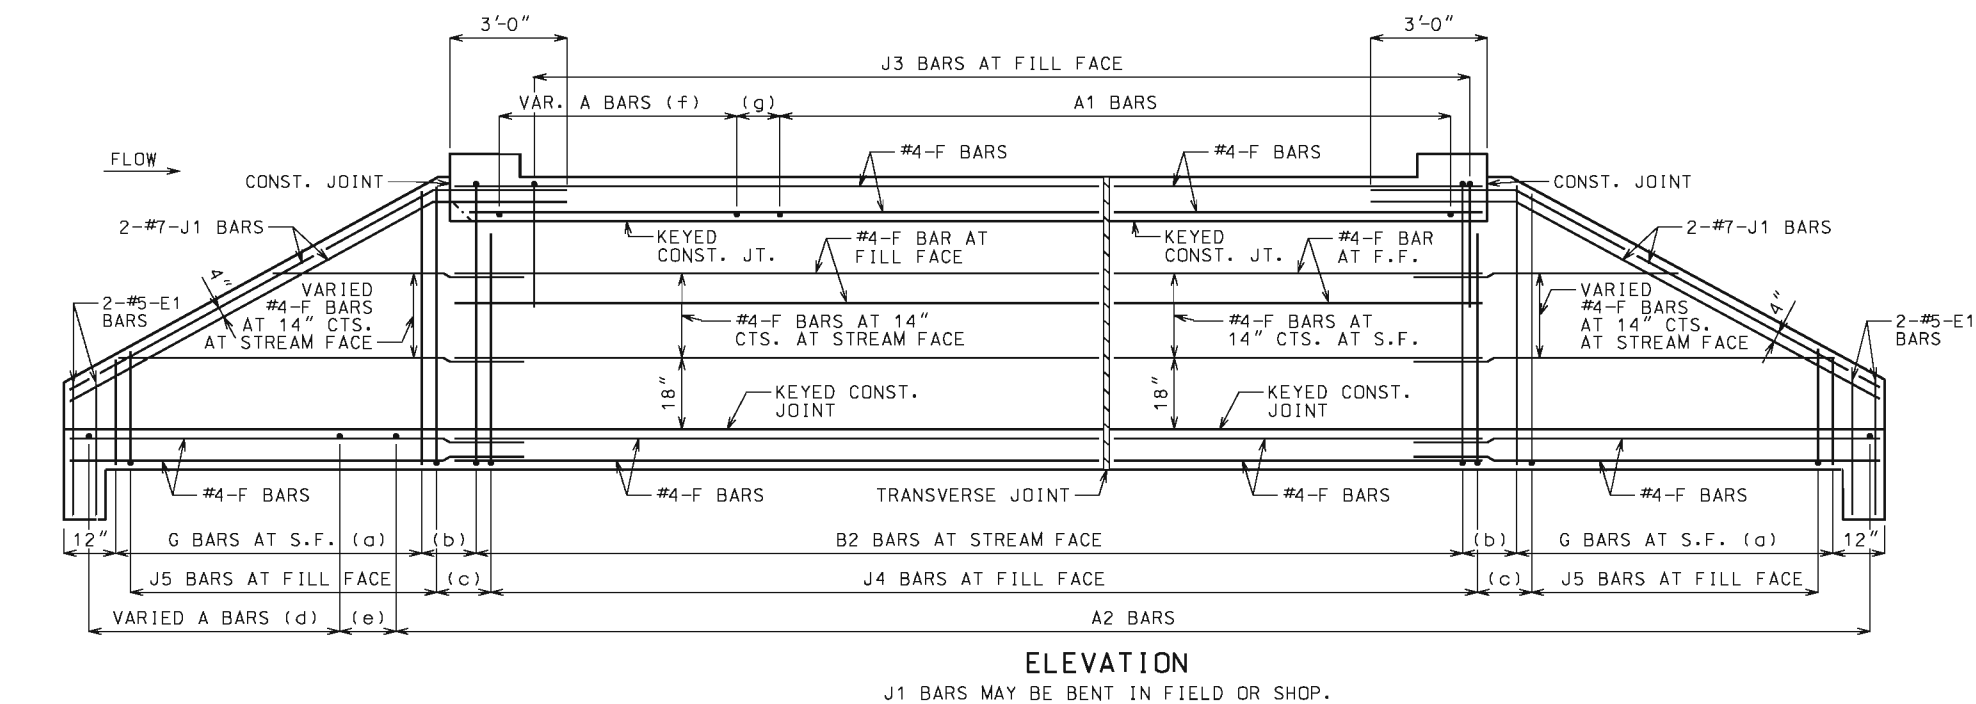 3'-0"
3'-0"
J3 BARS AT FILL FACE
VAR. A BARS (f)
(g)
A1 BARS
FLOW
#4-F BARS
#4-F BARS
CONST. JOINT
CONST. JOINT
2-#7-J1 BARS
KEYED
CONST. JT.
#4-F BAR AT
FILL FACE
KEYED
CONST. JT.
#4-F BAR
AT F.F.
2-#7-J1 BARS
4"
2-#5-E1
BARS
VARIED
#4-F BARS
AT 14" CTS.
AT STREAM FACE
#4-F BARS AT 14"
CTS. AT STREAM FACE
#4-F BARS AT
14" CTS. AT S.F.
VARIED
#4-F BARS
AT 14" CTS.
AT STREAM FACE
4"
2-#5-E1
BARS
18"
KEYED CONST.
JOINT
18"
KEYED CONST.
JOINT
#4-F BARS
#4-F BARS
TRANSVERSE JOINT
#4-F BARS
#4-F BARS
12"
G BARS AT S.F. (a)
(b)
B2 BARS AT STREAM FACE
(b)
G BARS AT S.F. (a)
12"
J5 BARS AT FILL FACE
(c)
J4 BARS AT FILL FACE
(c)
J5 BARS AT FILL FACE
VARIED A BARS (d)
(e)
A2 BARS
ELEVATION
J1 BARS MAY BE BENT IN FIELD OR SHOP.